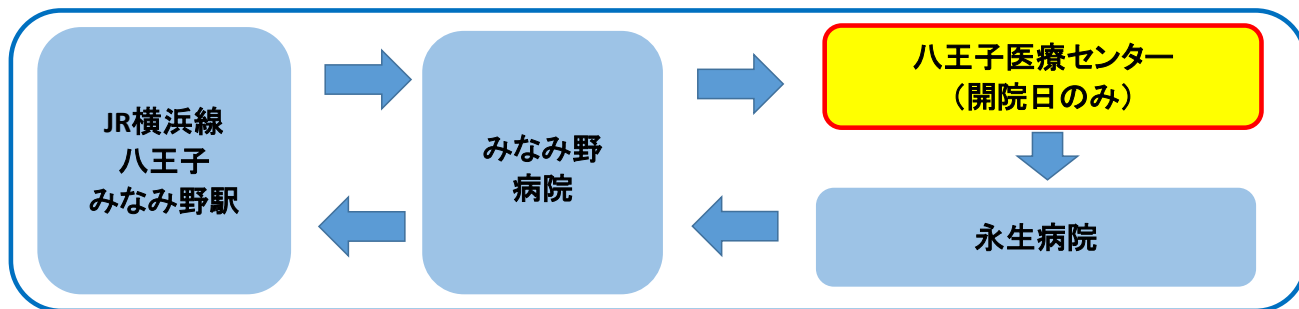 JR横浜線
八王子
みなみ野駅
みなみ野
病院
八王子医療センター
（開院日のみ）
永生病院